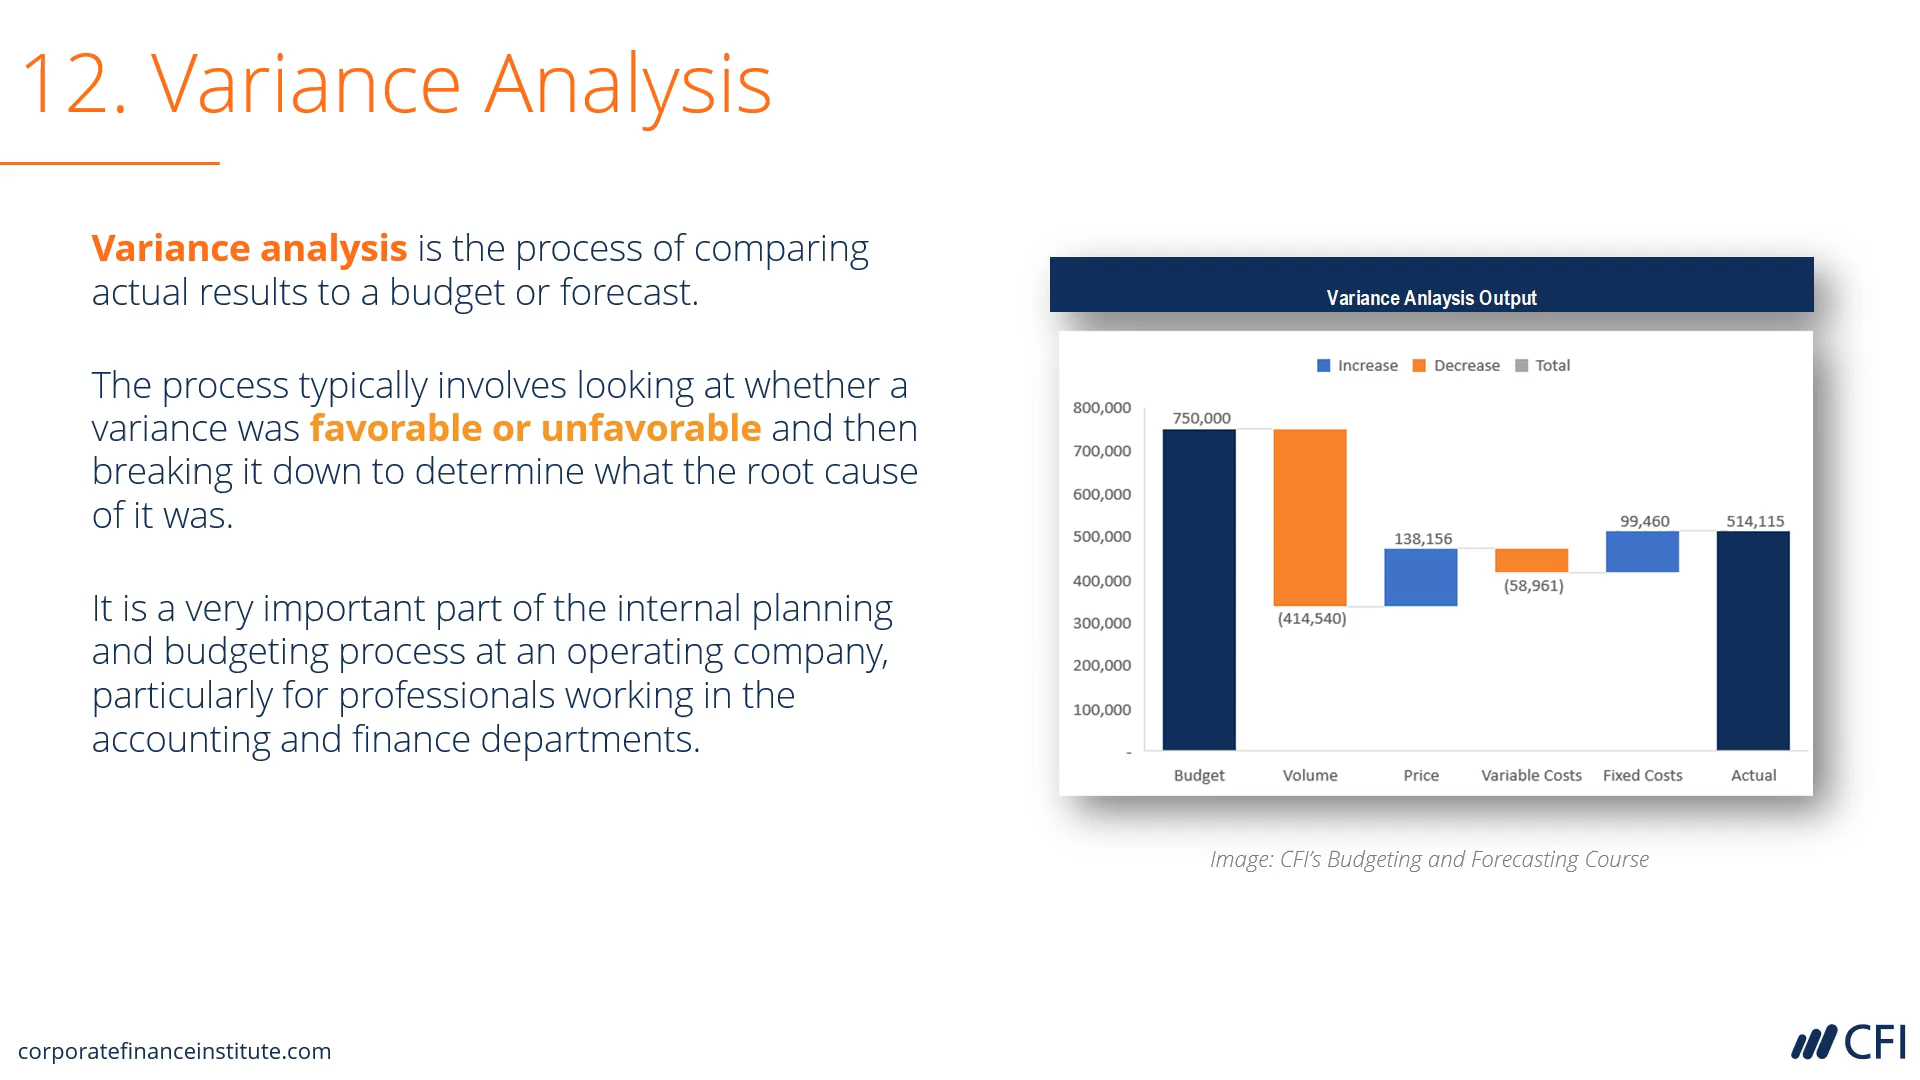 12. Variance Analysis
Variance analysis is the process of comparing
actual results to a budget or forecast.
The process typically involves looking at whether a
variance was favorable or unfavorable and then
breaking it down to determine what the root cause
of it was.
It is a very important part of the internal planning
and budgeting process at an operating company,
particularly for professionals working in the
accounting and finance departments.
Variance Anlaysis Output
Increase Decrease Total
800,000
700,000
600,000
500,000
400,000
300,000
200,000
100,000
-
750,000
(414,540)
138,156
(58,961)
99,460
514,115
Budget Volume Price Variable Costs Fixed Costs Actual
Image: CFI's Budgeting and Forecasting Course
corporatefinanceinstitute.com
CFI